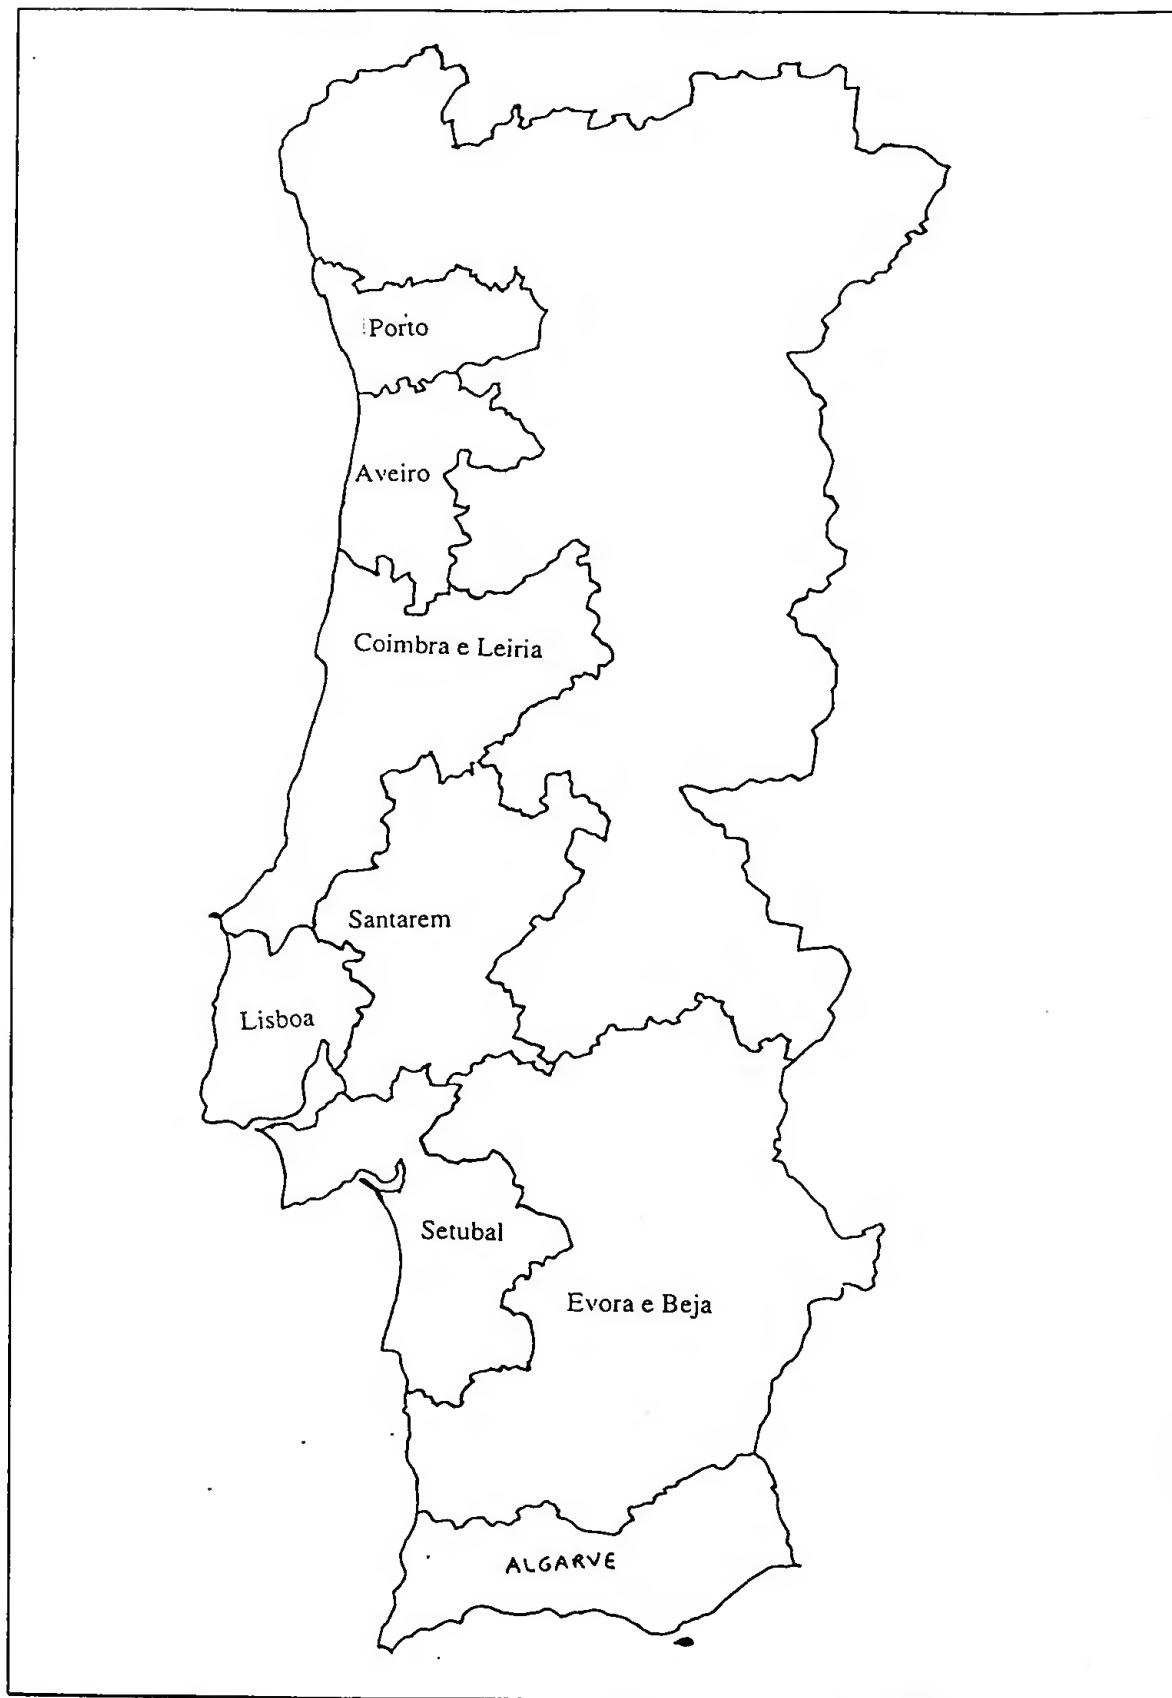 Porto
Aveiro
Coimbra e Leiria
Santarem
Lisboa
Setubal
Evora e Beja
ALGARVE